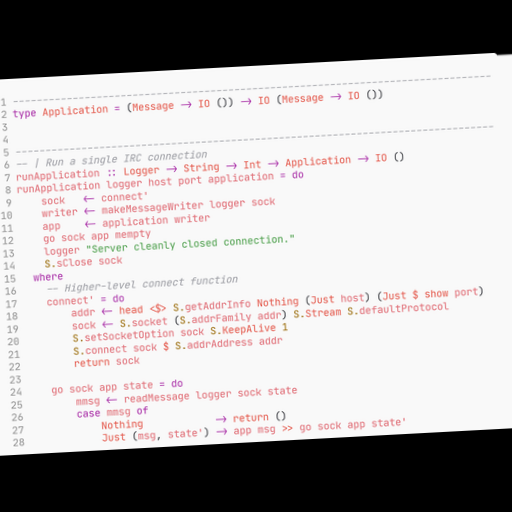 1 --------------------------------------------------------------------------------
2 type Application = (Message → IO ()) → IO (Message → IO ())
3
4
5 --------------------------------------------------------------------------------
6 -- | Run a single IRC connection
7 runApplication :: Logger → String → Int → Application → IO ()
8 runApplication logger host port application = do
9     sock   ← connect'
10     writer ← makeMessageWriter logger sock
11     app    ← application writer
12     go sock app mempty
13     logger "Server cleanly closed connection."
14     S.sClose sock
15   where
16     -- Higher-level connect function
17     connect' = do
18         addr ← head <$> S.getAddrInfo Nothing (Just host) (Just $ show port)
19         sock ← S.socket (S.addrFamily addr) S.Stream S.defaultProtocol
20         S.setSocketOption sock S.KeepAlive 1
21         S.connect sock $ S.addrAddress addr
22         return sock
23
24     go sock app state = do
25         mmsg ← readMessage logger sock state
26         case mmsg of
27             Nothing            → return ()
28             Just (msg, state') → app msg >> go sock app state'